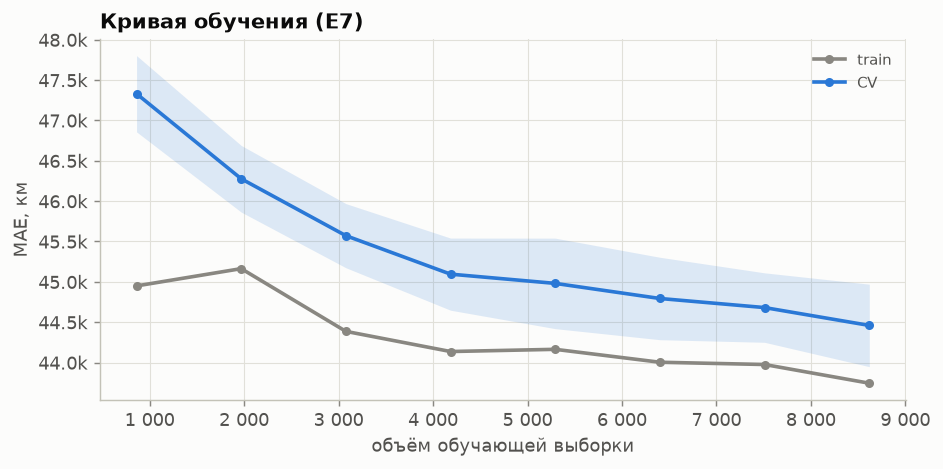 Кривая обучения (E7)
48.0k
47.5k
47.0k
46.5k
46.0k
45.5k
45.0k
44.5k
44.0k
MAE, км
train
CV
1 000
2 000
3 000
4 000
5 000
6 000
7 000
8 000
9 000
объём обучающей выборки